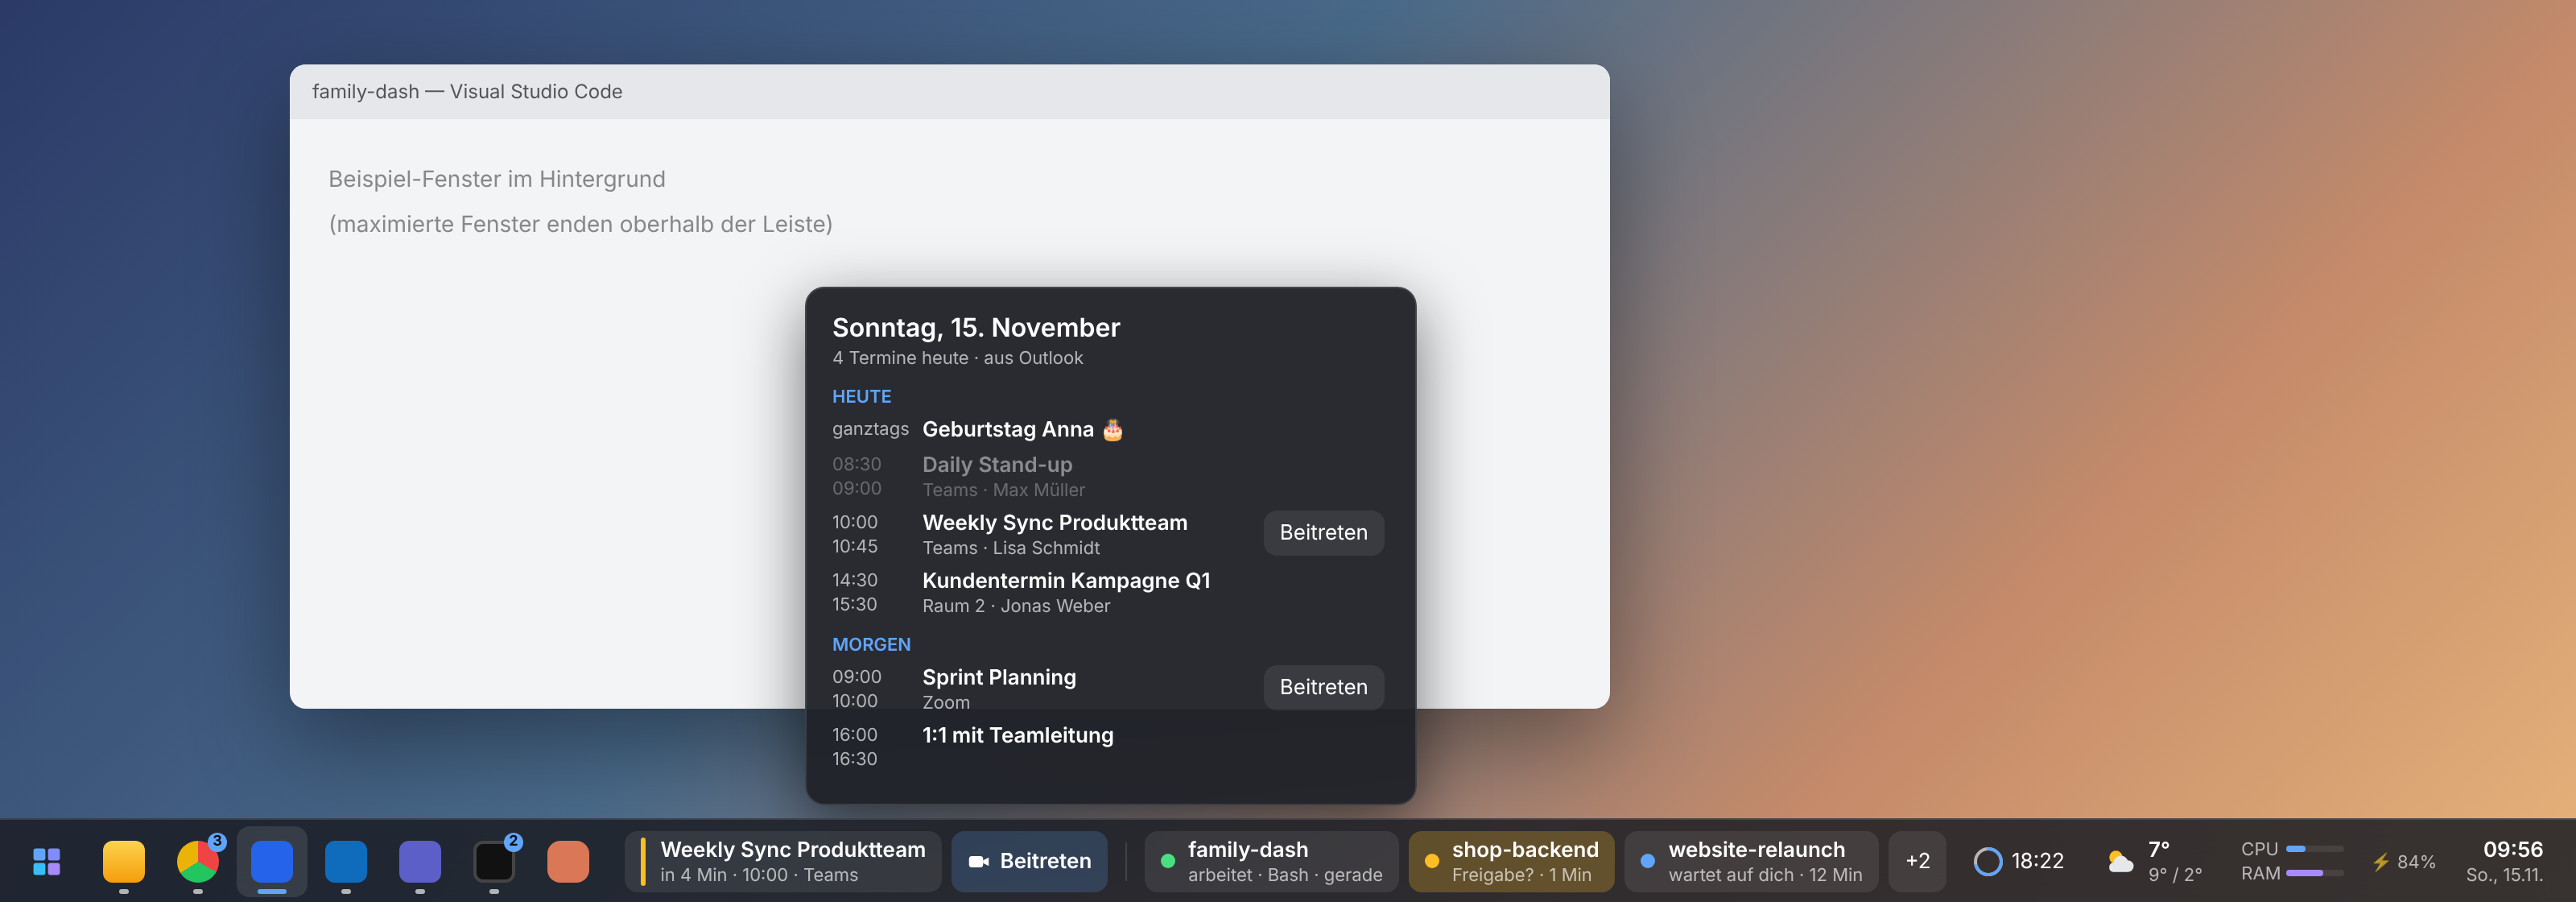 family-dash — Visual Studio Code
Beispiel-Fenster im Hintergrund
(maximierte Fenster enden oberhalb der Leiste)
Sonntag, 15. November
4 Termine heute · aus Outlook
HEUTE
ganztags Geburtstag Anna 🎂
08:30 Daily Stand-up
09:00 Teams · Max Müller
10:00 Weekly Sync Produktteam
10:45 Teams · Lisa Schmidt
Beitreten
14:30 Kundentermin Kampagne Q1
15:30 Raum 2 · Jonas Weber
MORGEN
09:00 Sprint Planning
10:00 Zoom
Beitreten
16:00 1:1 mit Teamleitung
16:30
3
2
Weekly Sync Produktteam
in 4 Min · 10:00 · Teams
Beitreten
family-dash
arbeitet · Bash · gerade
shop-backend
Freigabe? · 1 Min
website-relaunch
wartet auf dich · 12 Min
+2
18:22
7°
9° / 2°
CPU
RAM
⚡ 84%
09:56
So., 15.11.